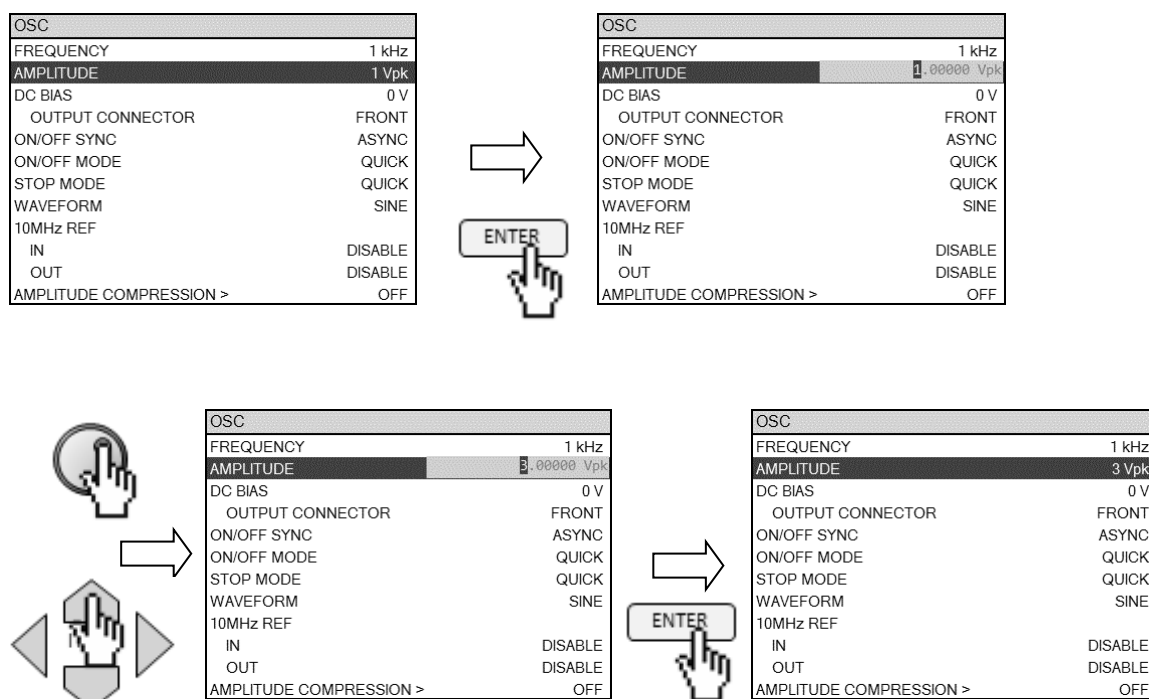 OSC
FREQUENCY 1 kHz
AMPLITUDE 1 Vpk
DC BIAS 0 V
OUTPUT CONNECTOR FRONT
ON/OFF SYNC ASYNC
ON/OFF MODE QUICK
STOP MODE QUICK
WAVEFORM SINE
10MHz REF
IN DISABLE
OUT DISABLE
AMPLITUDE COMPRESSION > OFF
ENTER
OSC
FREQUENCY 1 kHz
AMPLITUDE 1.00000 Vpk
DC BIAS 0 V
OUTPUT CONNECTOR FRONT
ON/OFF SYNC ASYNC
ON/OFF MODE QUICK
STOP MODE QUICK
WAVEFORM SINE
10MHz REF
IN DISABLE
OUT DISABLE
AMPLITUDE COMPRESSION > OFF
OSC
FREQUENCY 1 kHz
AMPLITUDE 3.00000 Vpk
DC BIAS 0 V
OUTPUT CONNECTOR FRONT
ON/OFF SYNC ASYNC
ON/OFF MODE QUICK
STOP MODE QUICK
WAVEFORM SINE
10MHz REF
IN DISABLE
OUT DISABLE
AMPLITUDE COMPRESSION > OFF
ENTER
OSC
FREQUENCY 1 kHz
AMPLITUDE 3 Vpk
DC BIAS 0 V
OUTPUT CONNECTOR FRONT
ON/OFF SYNC ASYNC
ON/OFF MODE QUICK
STOP MODE QUICK
WAVEFORM SINE
10MHz REF
IN DISABLE
OUT DISABLE
AMPLITUDE COMPRESSION > OFF